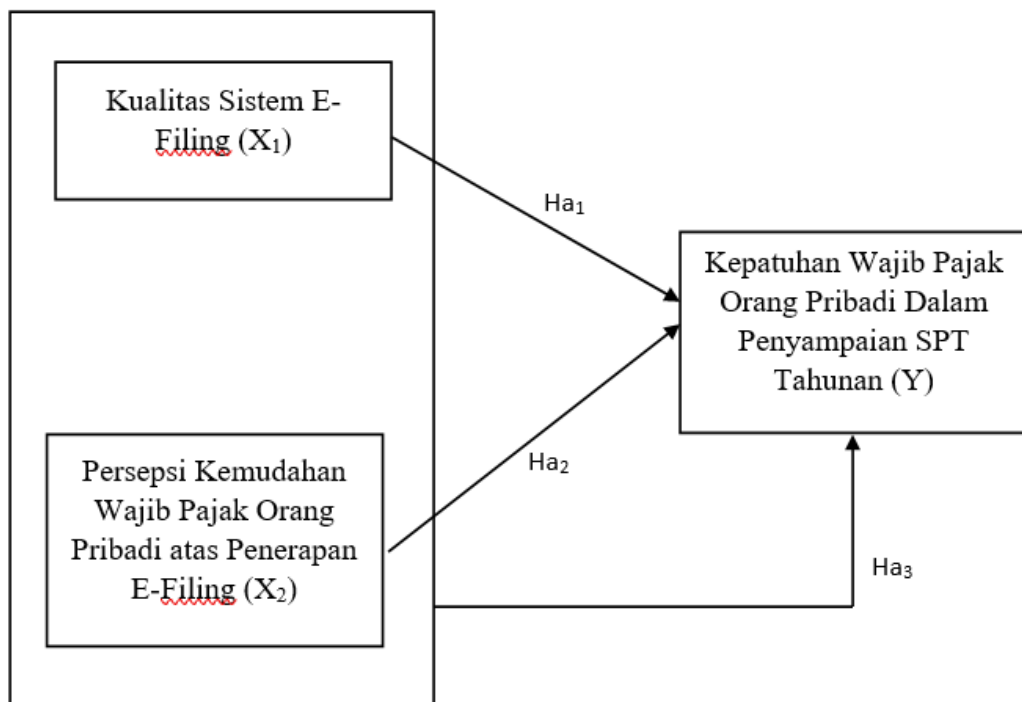 Kualitas Sistem E-
Filing (X₁)
Ha₁
Kepatuhan Wajib Pajak
Orang Pribadi Dalam
Penyampaian SPT
Tahunan (Y)
Persepsi Kemudahan
Wajib Pajak Orang
Pribadi atas Penerapan
E-Filing (X₂)
Ha₂
Ha₃